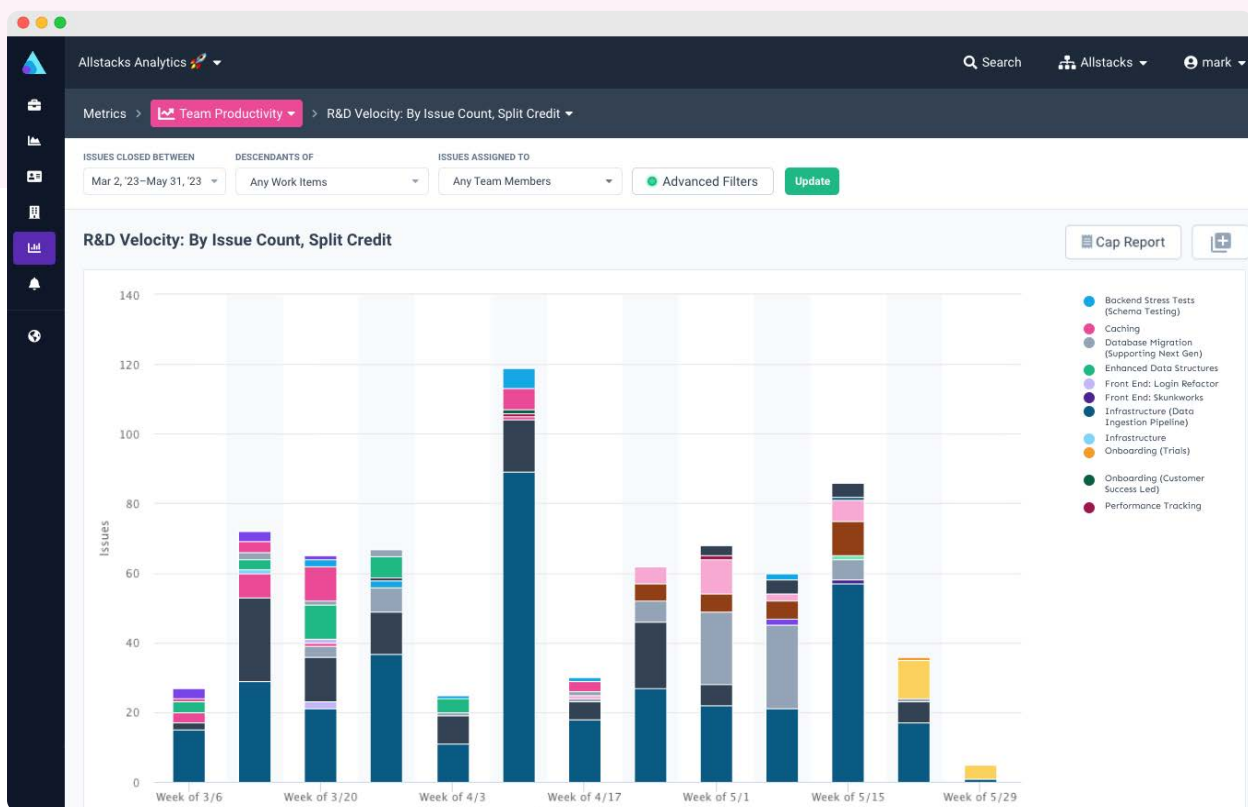 Allstacks Analytics 🚀
Search
Allstacks
mark
Metrics > Team Productivity > R&D Velocity: By Issue Count, Split Credit
ISSUES CLOSED BETWEEN
DESCENDANTS OF
ISSUES ASSIGNED TO
Mar 2, '23–May 31, '23
Any Work Items
Any Team Members
Advanced Filters
Update
R&D Velocity: By Issue Count, Split Credit
Cap Report
140
120
100
80
60
40
20
0
Issues
Week of 3/6
Week of 3/20
Week of 4/3
Week of 4/17
Week of 5/1
Week of 5/15
Week of 5/29
Backend Stress Tests
(Schema Testing)
Caching
Database Migration
(Supporting Next Gen)
Enhanced Data Structures
Front End: Login Refactor
Front End: Skunkworks
Infrastructure (Data
Ingestion Pipeline)
Infrastructure
Onboarding (Trials)
Onboarding (Customer
Success Led)
Performance Tracking